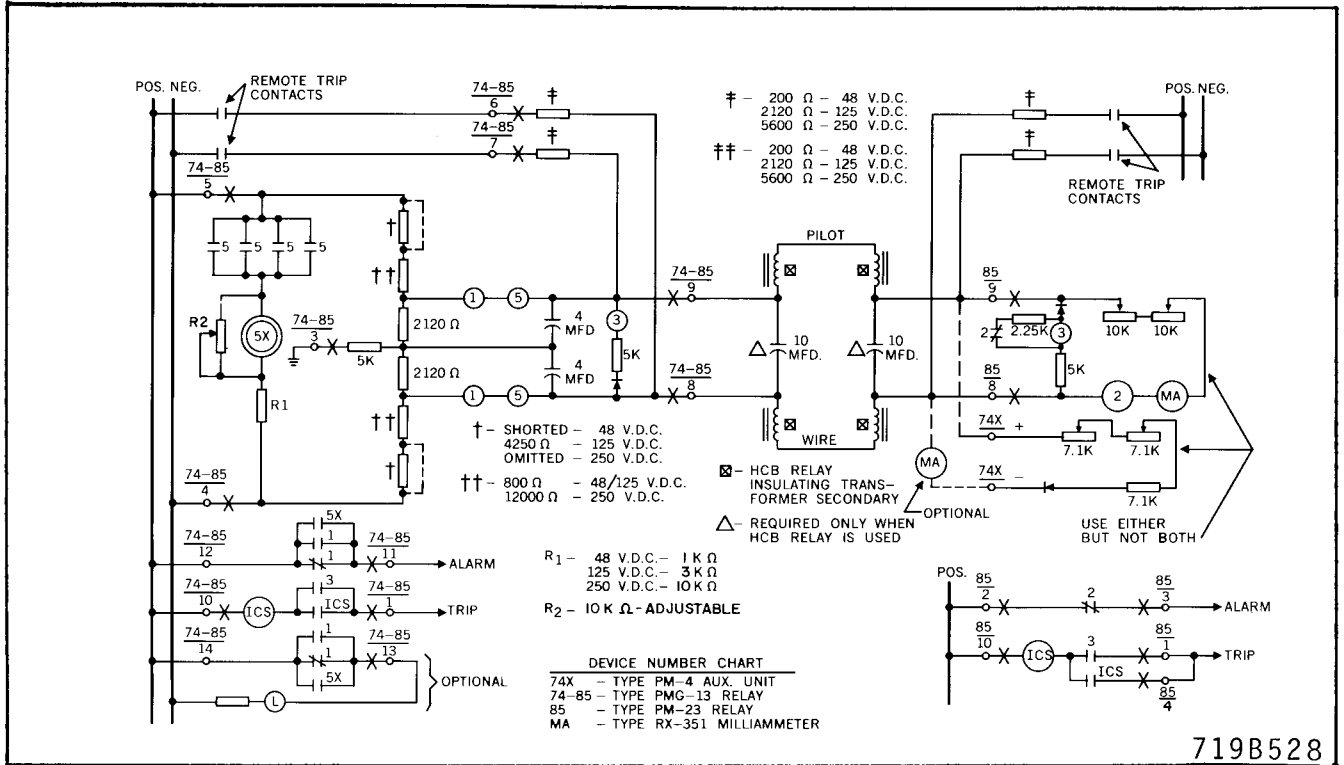 POS. NEG.
REMOTE TRIP
CONTACTS
74-85
6
‡
74-85
7
‡
‡ - 200 Ω - 48 V.D.C.
2120 Ω - 125 V.D.C.
5600 Ω - 250 V.D.C.
‡‡ - 200 Ω - 48 V.D.C.
2120 Ω - 125 V.D.C.
5600 Ω - 250 V.D.C.
‡
‡
POS. NEG.
REMOTE TRIP
CONTACTS
74-85
5
5
5
5
5
R2
5X
R1
74-85
3
5K
†
††
2120 Ω
2120 Ω
††
†
1
5
1
5
4
MFD
4
MFD
3
5K
74-85
9
74-85
8
PILOT
10
MFD.
10
MFD.
WIRE
85
9
2
2.25K
3
5K
10K
10K
85
8
2
MA
74X +
7.1K
7.1K
MA
74X -
7.1K
OPTIONAL
USE EITHER
BUT NOT BOTH
† - SHORTED - 48 V.D.C.
4250 Ω - 125 V.D.C.
OMITTED - 250 V.D.C.
†† - 800 Ω - 48/125 V.D.C.
12000 Ω - 250 V.D.C.
- HCB RELAY
INSULATING TRANS-
FORMER SECONDARY
△ - REQUIRED ONLY WHEN
HCB RELAY IS USED
74-85
4
74-85
12
5X
1
1
74-85
11
ALARM
74-85
10
ICS
3
ICS
74-85
1
TRIP
74-85
14
1
1
5X
74-85
13
L
OPTIONAL
R1 - 48 V.D.C. - 1 K Ω
125 V.D.C. - 3 K Ω
250 V.D.C. - 10 K Ω
R2 - 10 K Ω - ADJUSTABLE
DEVICE NUMBER CHART
74X - TYPE PM-4 AUX. UNIT
74-85 - TYPE PMG-13 RELAY
85 - TYPE PM-23 RELAY
MA - TYPE RX-351 MILLIAMMETER
POS.
85
2
2
85
3
ALARM
85
10
ICS
3
ICS
85
1
TRIP
85
4
719B528